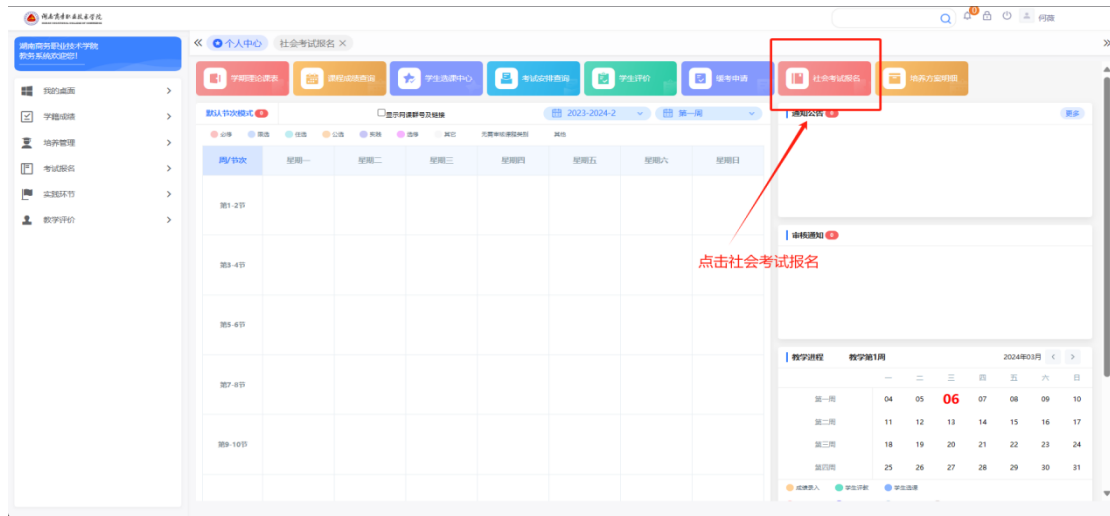 湖南商务职业技术学院
0
何薇
湖南商务职业技术学院
教务系统欢迎您!
个人中心 社会考试报名 ×
我的桌面
学籍成绩
培养管理
考试报名
实践环节
教学评价
学期理论课表
课程成绩查询
学生选课中心
考试安排查询
学生评价
缓考申请
社会考试报名
培养方案明细
默认节次模式 显示网课群号及链接 2023-2024-2 第一周
必修 限选 任选 公选 实践 选修 其它 无需审核课程类别 其他
周/节次 星期一 星期二 星期三 星期四 星期五 星期六 星期日
第1-2节
第3-4节
第5-6节
第7-8节
第9-10节
通知公告 更多
点击社会考试报名
审核通知
教学进程 教学第1周 2024年03月
一 二 三 四 五 六 日
第一周 04 05 06 07 08 09 10
第二周 11 12 13 14 15 16 17
第三周 18 19 20 21 22 23 24
第四周 25 26 27 28 29 30 31
成绩录入 学生评教 学生选课